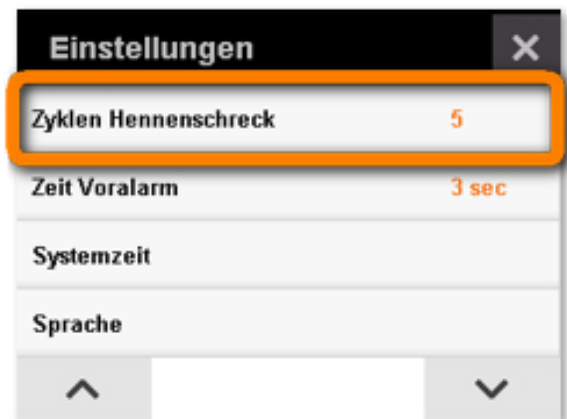 Einstellungen
Zyklen Hennenschreck 5
Zeit Voralarm 3 sec
Systemzeit
Sprache